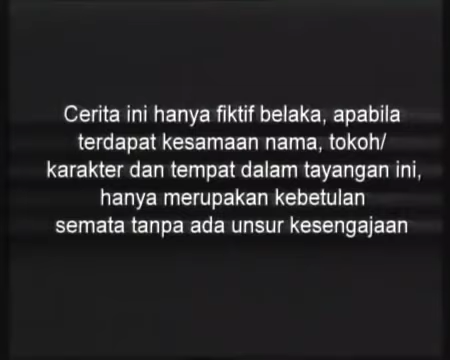 Cerita ini hanya fiktif belaka, apabila
terdapat kesamaan nama, tokoh/
karakter dan tempat dalam tayangan ini,
hanya merupakan kebetulan
semata tanpa ada unsur kesengajaan